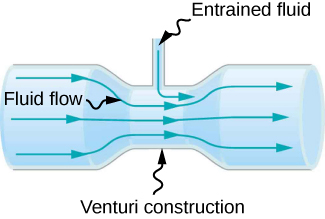 Entrained fluid
Fluid flow
Venturi construction